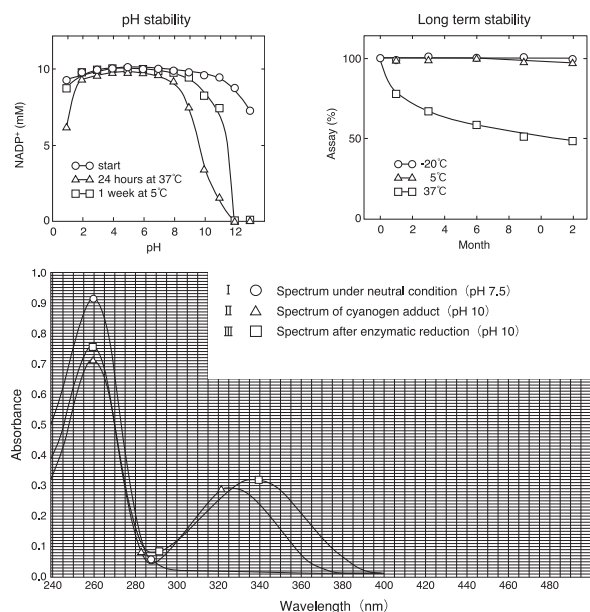 pH stability
NADP⁺ (mM)
10
5
0
0 2 4 6 8 10 12
pH
start
24 hours at 37℃
1 week at 5℃
Long term stability
Assay (%)
100
50
0
0 2 4 6 8 0 2
Month
-20℃
5℃
37℃
Absorbance
1.0
0.9
0.8
0.7
0.6
0.5
0.4
0.3
0.2
0.1
0.0
240 260 280 300 320 340 360 380 400 420 440 460 480
Wavelength (nm)
I Spectrum under neutral condition (pH 7.5)
II Spectrum of cyanogen adduct (pH 10)
III Spectrum after enzymatic reduction (pH 10)